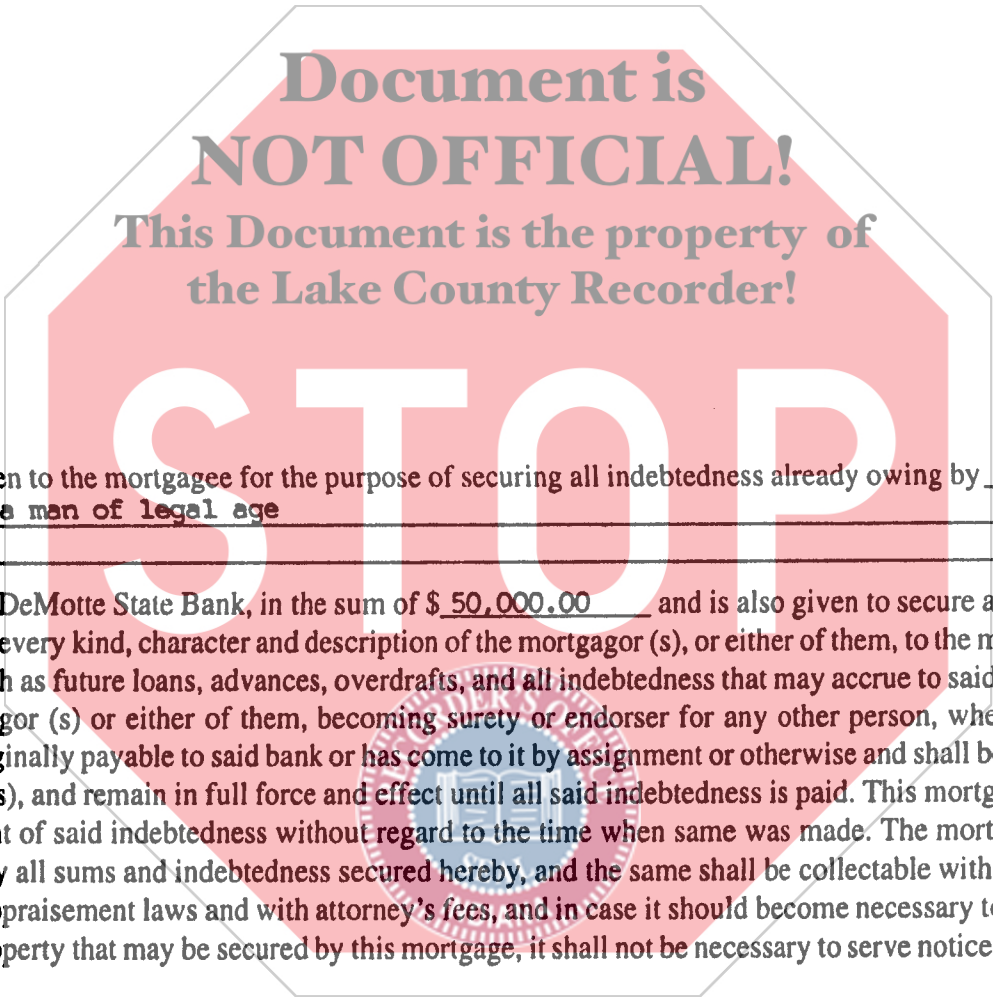 Document is
NOT OFFICIAL!
This Document is the property of
the Lake County Recorder!
STOP
en to the mortgagee for the purpose of securing all indebtedness already owing by
a man of legal age
DeMotte State Bank, in the sum of $ 50,000.00 and is also given to secure a
every kind, character and description of the mortgagor (s), or either of them, to the m
h as future loans, advances, overdrafts, and all indebtedness that may accrue to said
gor (s) or either of them, becoming surety or endorser for any other person, whe
ginally payable to said bank or has come to it by assignment or otherwise and shall b
s), and remain in full force and effect until all said indebtedness is paid. This mortg
t of said indebtedness without regard to the time when same was made. The mort
y all sums and indebtedness secured hereby, and the same shall be collectable with
ppraisement laws and with attorney's fees, and in case it should become necessary to
perty that may be secured by this mortgage, it shall not be necessary to serve notice
RECORDER'S OFFICE
SEAL
INDIANA